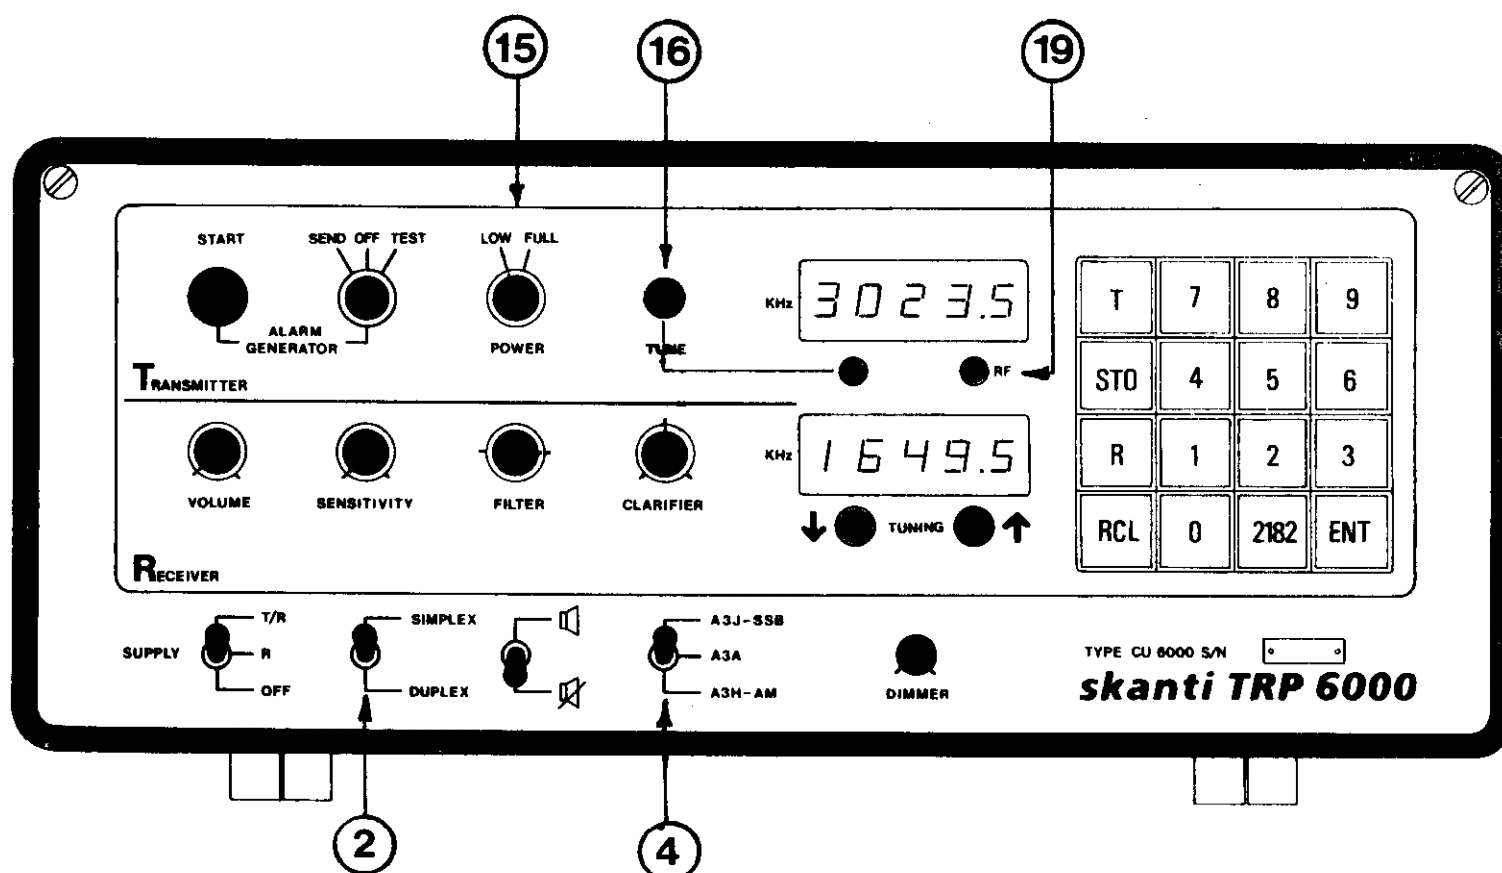 15 16 19
START SEND OFF TEST LOW FULL
ALARM
GENERATOR
POWER
TUNE
KHz 3023.5
RF
TRANSMITTER
VOLUME SENSITIVITY FILTER CLARIFIER
KHz 1649.5
TUNING
RECEIVER
T 7 8 9
STO 4 5 6
R 1 2 3
RCL 0 2182 ENT
SUPPLY T/R
R
OFF
SIMPLEX
DUPLEX
A3J-SSB
A3A
A3H-AM
DIMMER
TYPE CU 6000 S/N
skanti TRP 6000
2 4